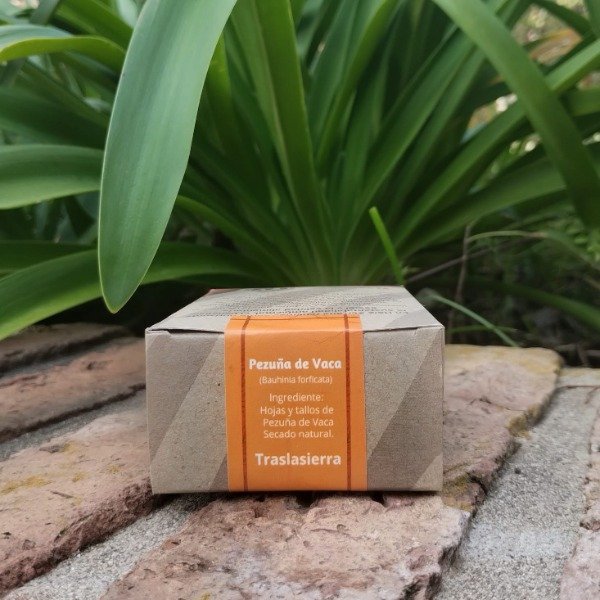 Pezuña de Vaca
(Bauhinia forficata)
Ingrediente:
Hojas y tallos de
Pezuña de Vaca
Secado natural.
Traslasierra